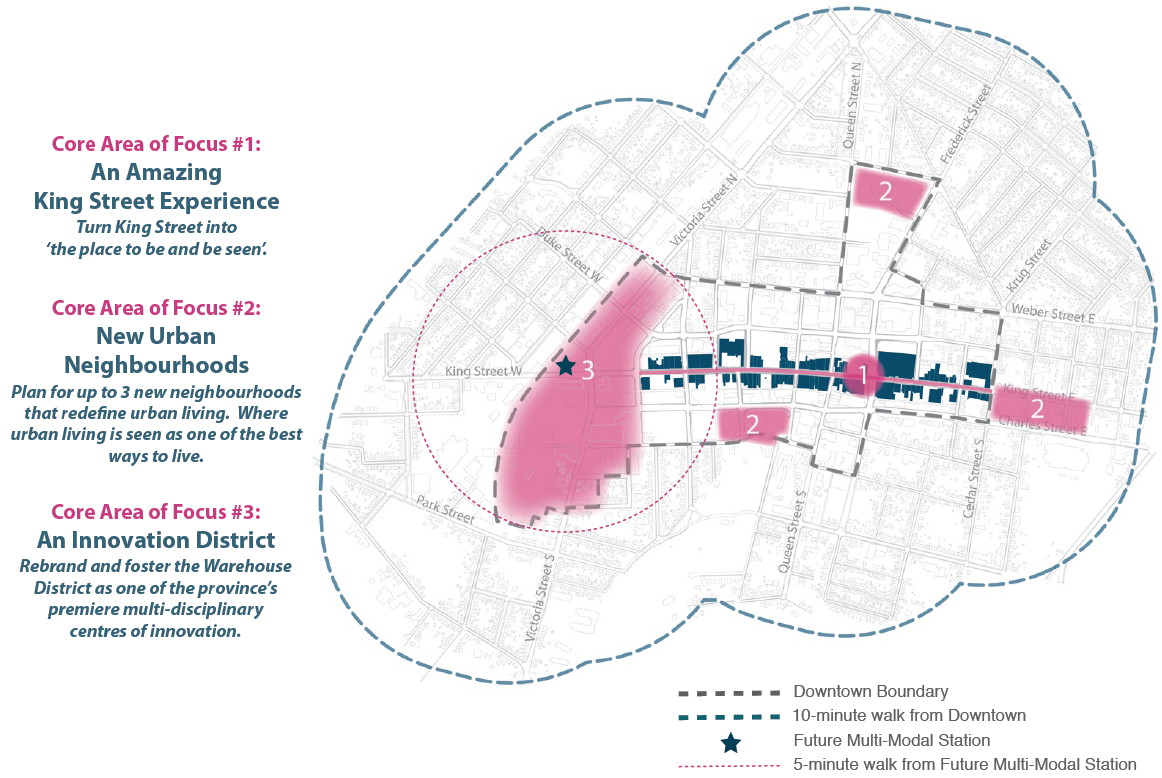 Core Area of Focus #1:
An Amazing
King Street Experience
Turn King Street into
‘the place to be and be seen’.
Core Area of Focus #2:
New Urban
Neighbourhoods
Plan for up to 3 new neighbourhoods
that redefine urban living.  Where
urban living is seen as one of the best
ways to live.
Core Area of Focus #3:
An Innovation District
Rebrand and foster the Warehouse
District as one of the province’s
premiere multi-disciplinary
centres of innovation.
Queen Street N
Frederick Street
2
Victoria Street N
Duke Street W
Krug Street
Weber Street E
King Street W
3
1
King Street E
2
Charles Street E
2
Cedar Street S
Park Street
Queen Street S
Victoria Street S
Downtown Boundary
10-minute walk from Downtown
Future Multi-Modal Station
5-minute walk from Future Multi-Modal Station